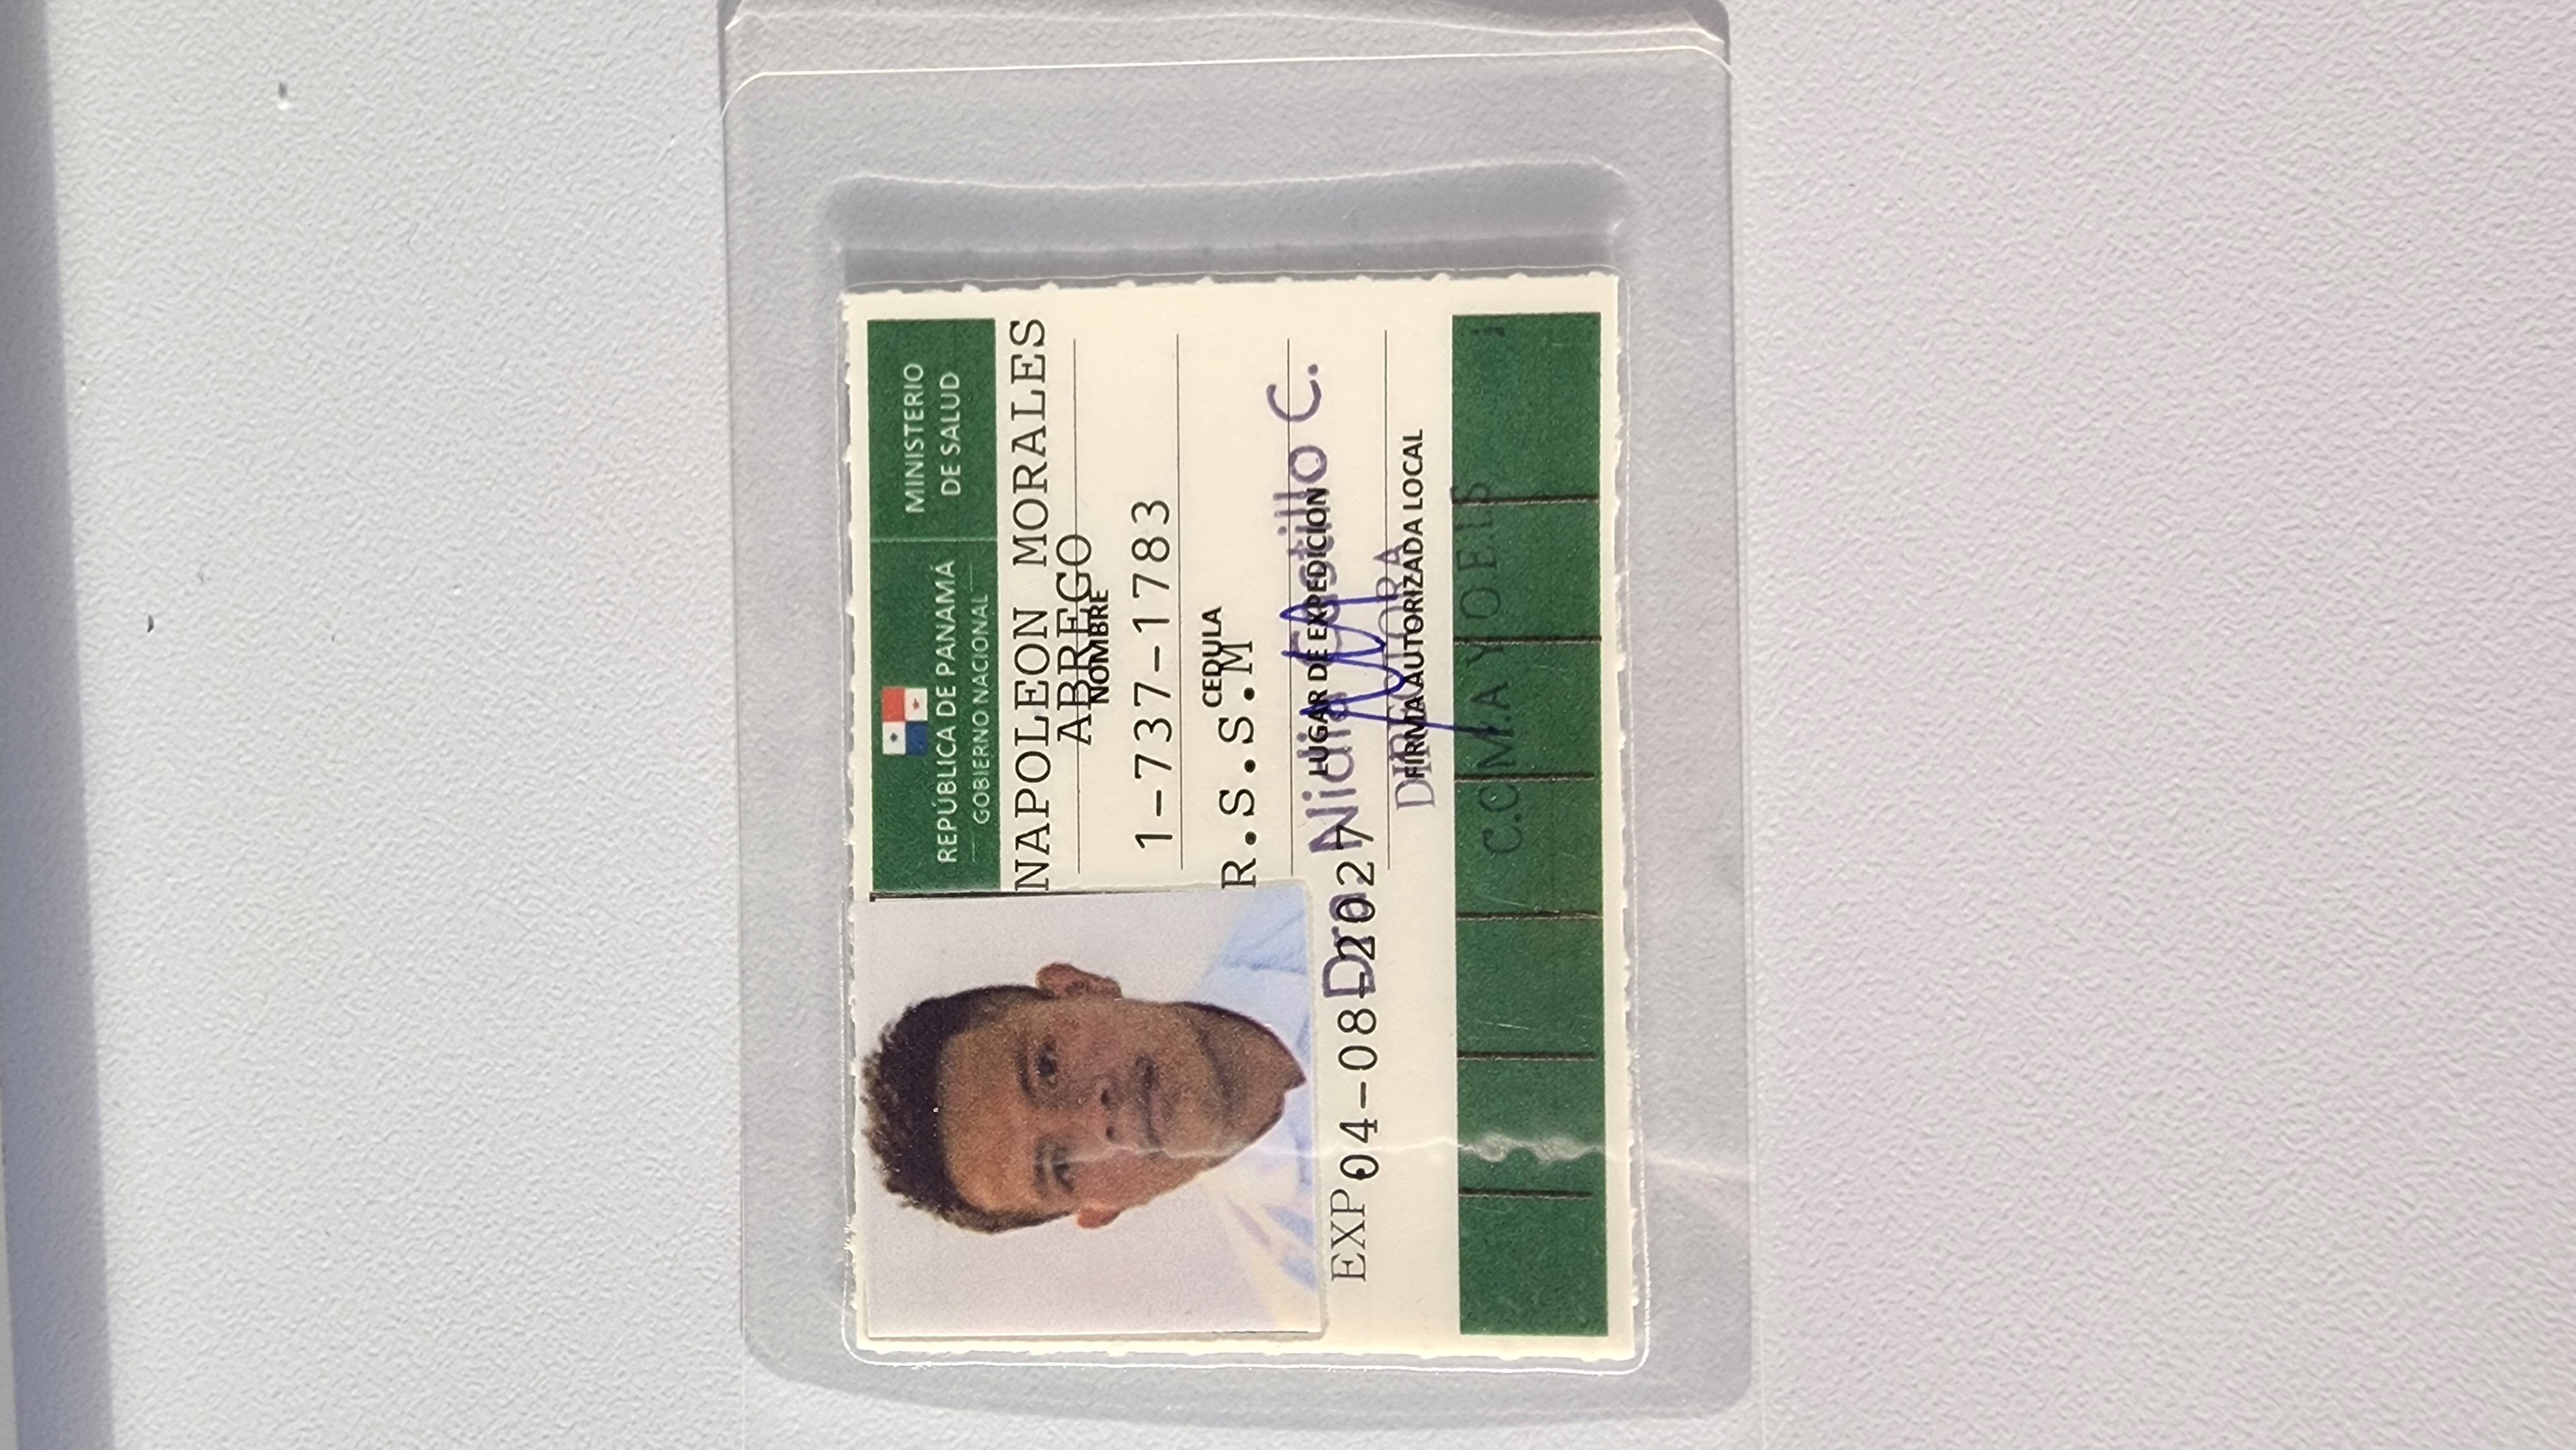 REPÚBLICA DE PANAMÁ
GOBIERNO NACIONAL
MINISTERIO
DE SALUD
NAPOLEON MORALES
ABREGO
NOMBRE
1-737-1783
CEDULA
R.S.S.M
LUGAR DE EXPEDICION
Dra. Nidia Castillo C.
EXP. 04-08-2027
DIRECTORA
FIRMA AUTORIZADA LOCAL
C.C.M.A Y O.E.I.S